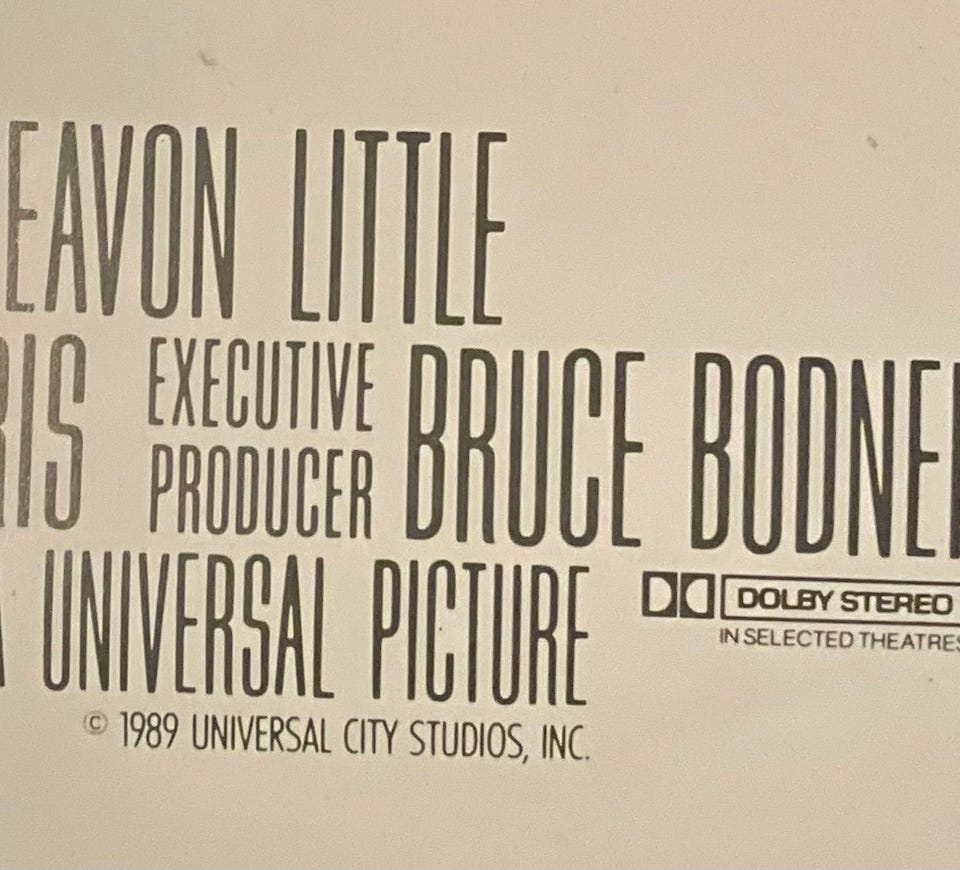 EAVON LITTLE
RIS EXECUTIVE PRODUCER BRUCE BODNE
UNIVERSAL PICTURE
DOLBY STEREO
IN SELECTED THEATRES
© 1989 UNIVERSAL CITY STUDIOS, INC.